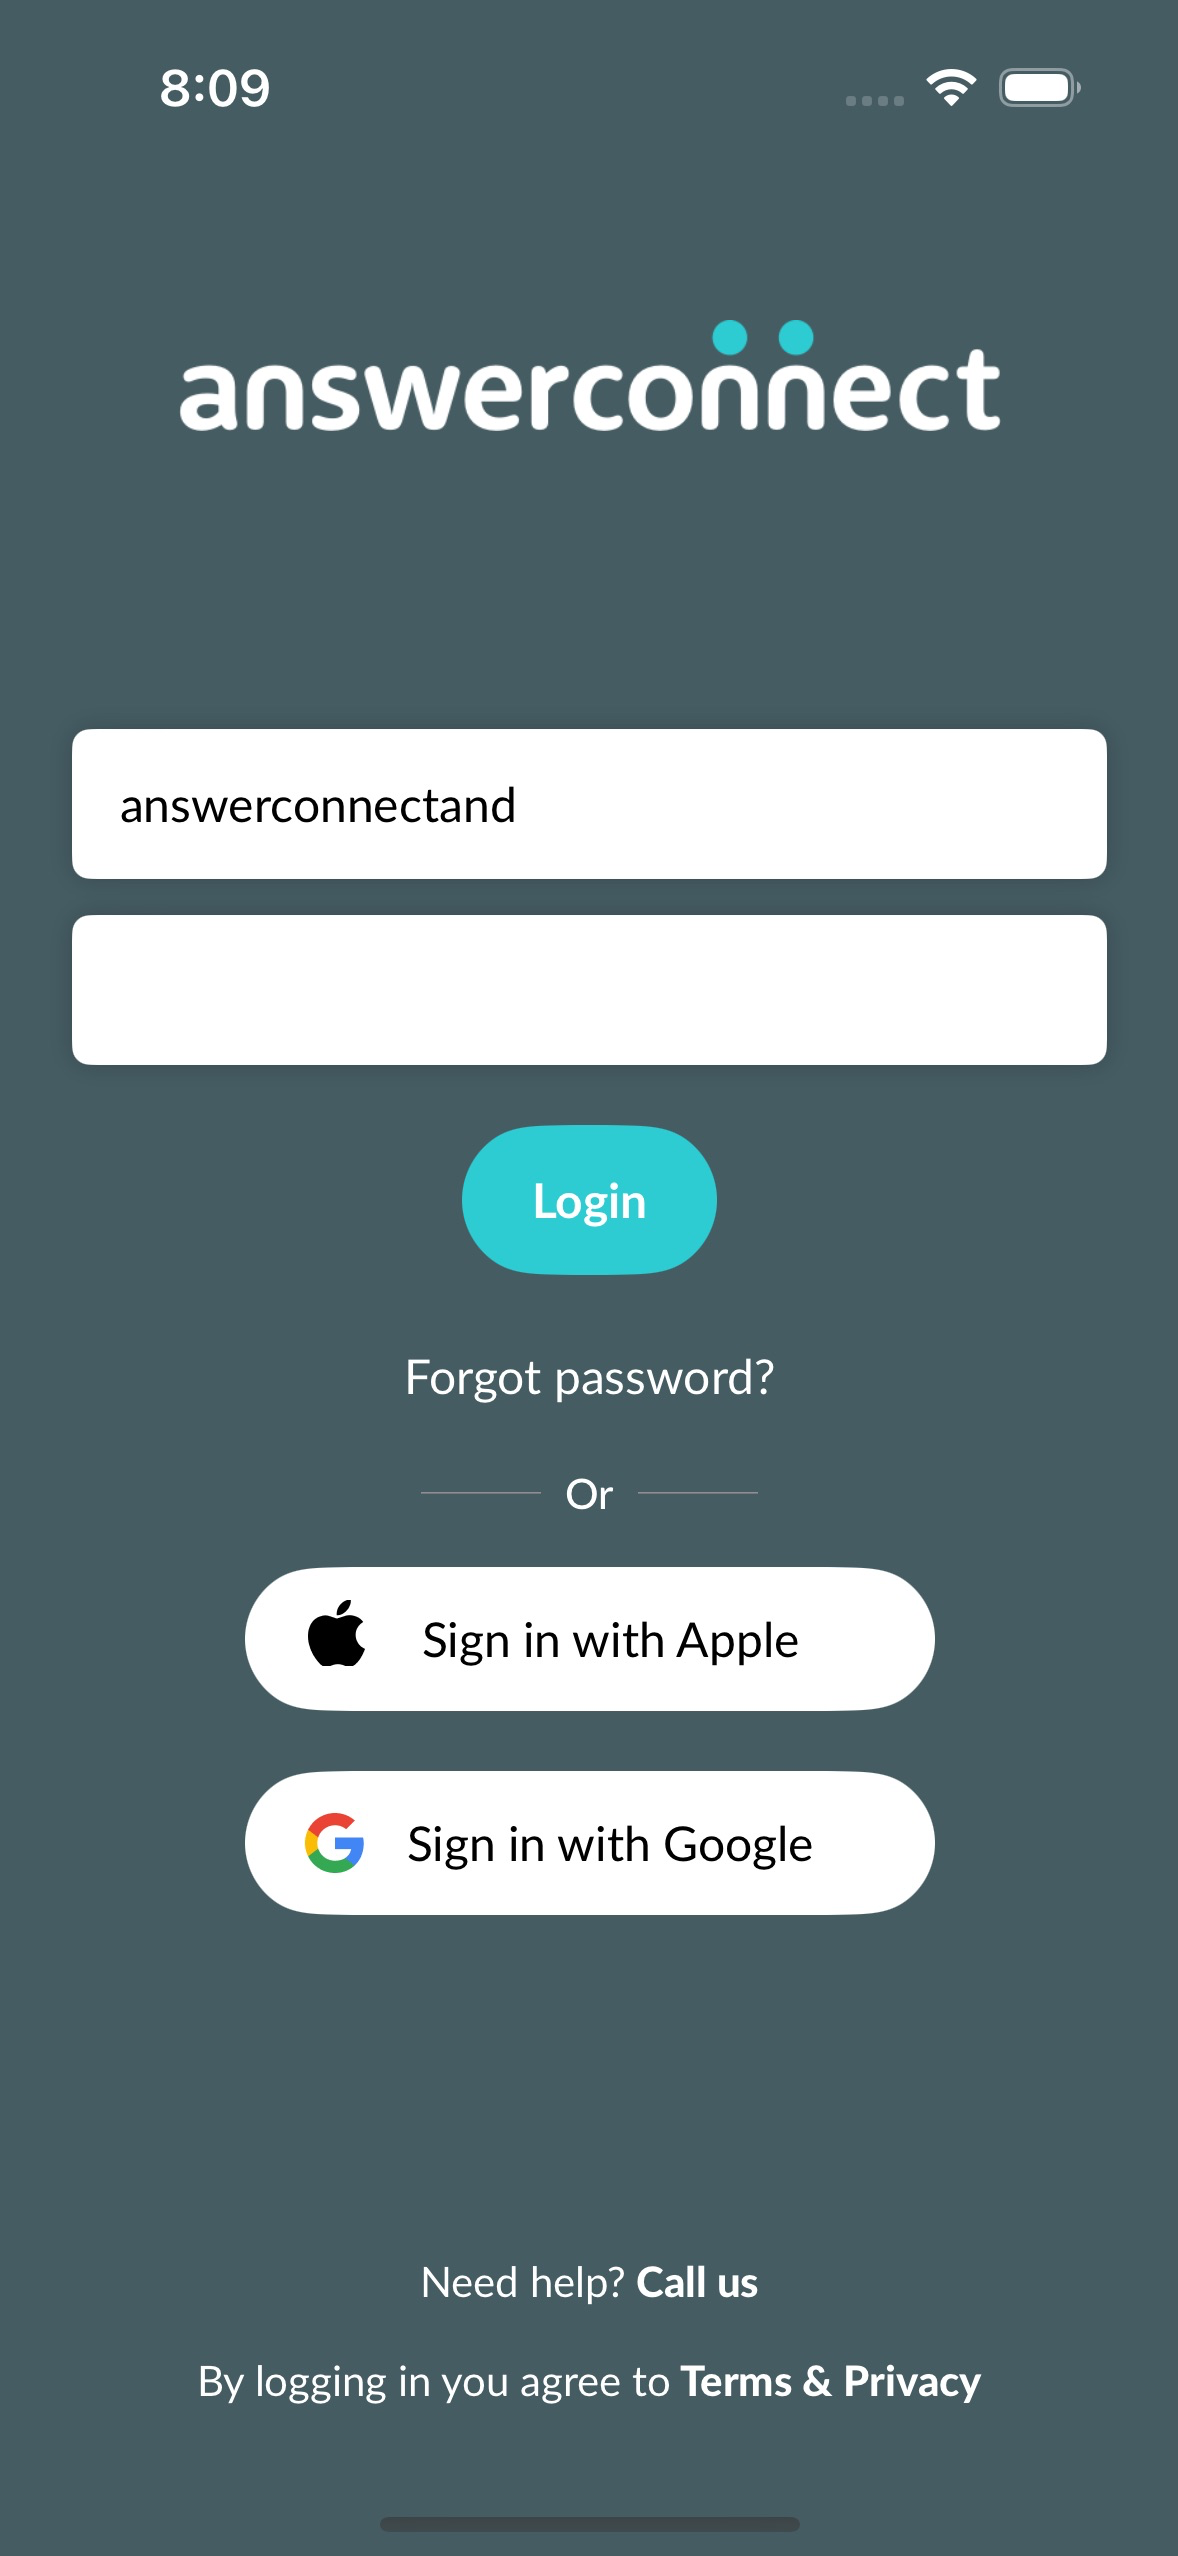 8:09
answerconnect
answerconnectand
Login
Forgot password?
Or
Sign in with Apple
Sign in with Google
Need help? Call us
By logging in you agree to Terms & Privacy